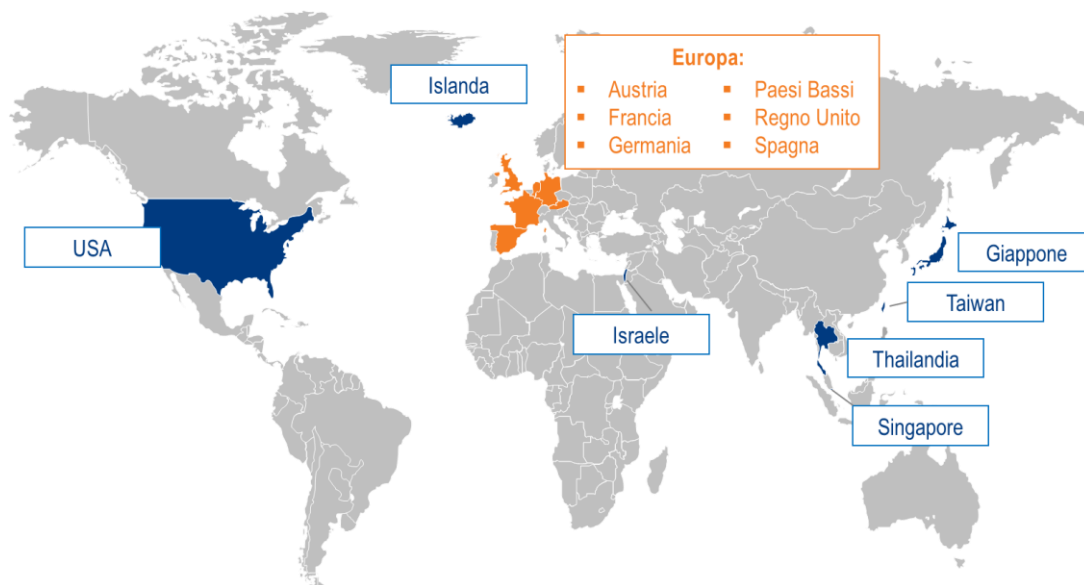 Islanda
Europa:
▪ Austria
▪ Francia
▪ Germania
▪ Paesi Bassi
▪ Regno Unito
▪ Spagna
USA
Giappone
Taiwan
Israele
Thailandia
Singapore